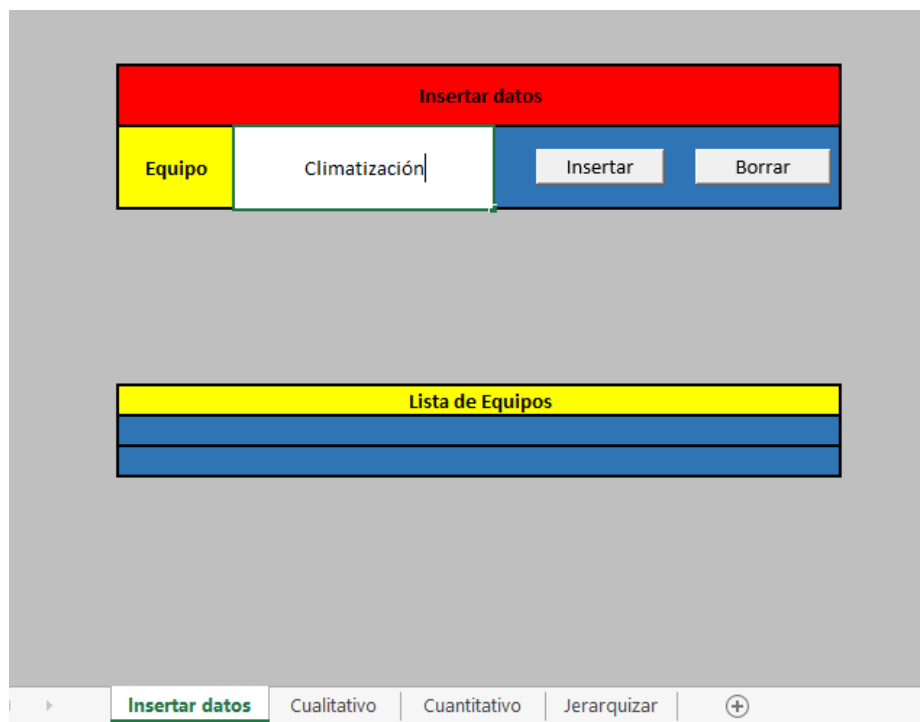 Insertar datos
Equipo Climatización Insertar Borrar
Lista de Equipos
Insertar datos Cualitativo Cuantitativo Jerarquizar